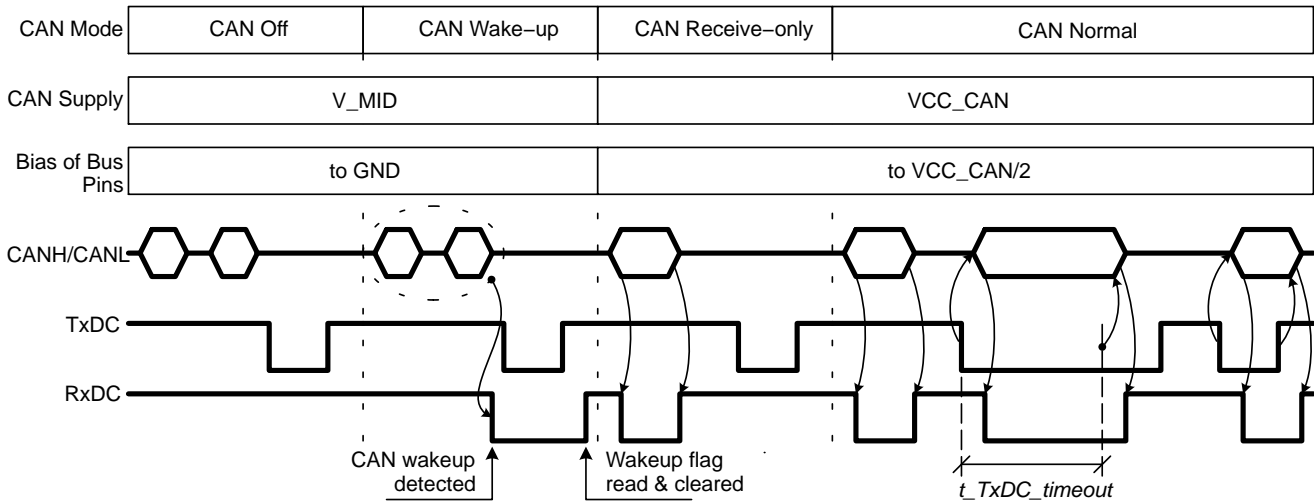 CAN Mode
CAN Off
CAN Wake-up
CAN Receive-only
CAN Normal
CAN Supply
V_MID
VCC_CAN
Bias of Bus
Pins
to GND
to VCC_CAN/2
CANH/CANL
TxDC
RxDC
CAN wakeup
detected
Wakeup flag
read & cleared
t_TxDC_timeout